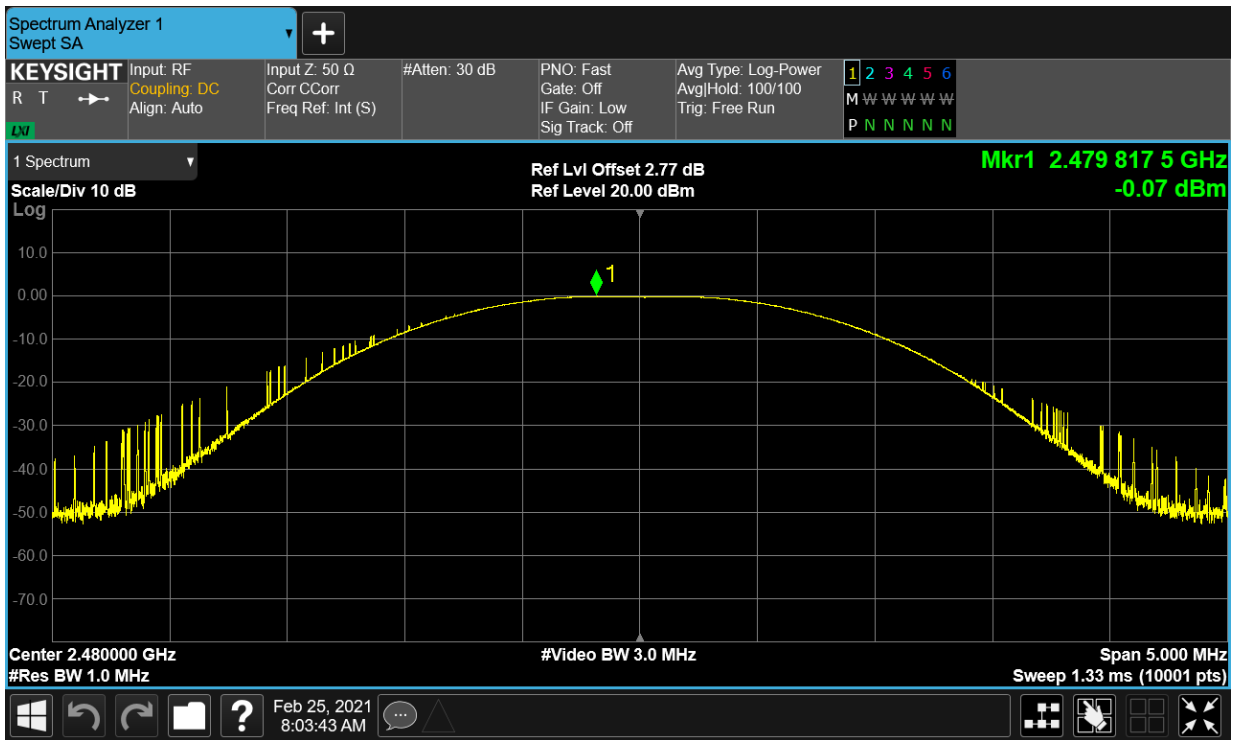 Spectrum Analyzer 1
Swept SA
▼
+
KEYSIGHT
R T
LXI
Input: RF
Coupling: DC
Align: Auto
Input Z: 50 Ω
Corr CCorr
Freq Ref: Int (S)
#Atten: 30 dB
PNO: Fast
Gate: Off
IF Gain: Low
Sig Track: Off
Avg Type: Log-Power
Avg|Hold: 100/100
Trig: Free Run
1 2 3 4 5 6
M W W W W W
P N N N N N
1 Spectrum ▼
Scale/Div 10 dB
Log
Ref Lvl Offset 2.77 dB
Ref Level 20.00 dBm
Mkr1 2.479 817 5 GHz
-0.07 dBm
1
10.0
0.00
-10.0
-20.0
-30.0
-40.0
-50.0
-60.0
-70.0
Center 2.480000 GHz
#Res BW 1.0 MHz
#Video BW 3.0 MHz
Span 5.000 MHz
Sweep 1.33 ms (10001 pts)
?
Feb 25, 2021
8:03:43 AM